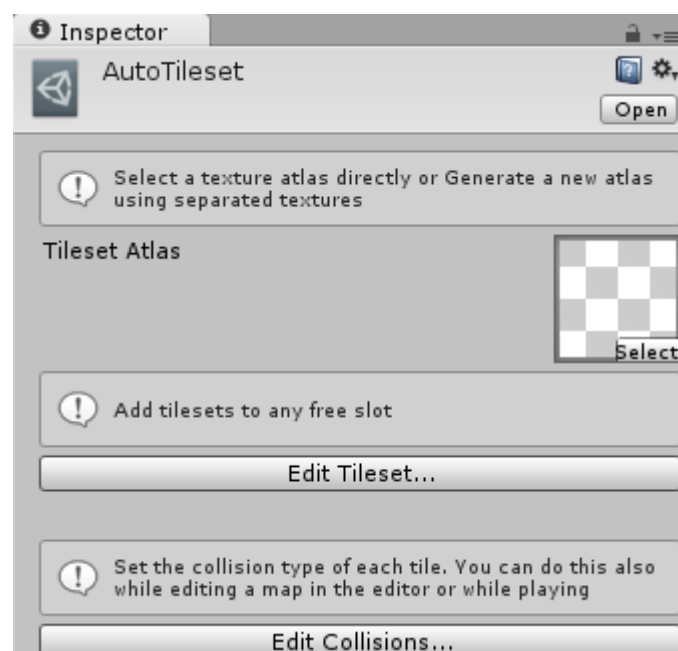 Inspector
AutoTileset
Open
Select a texture atlas directly or Generate a new atlas
using separated textures
Tileset Atlas
Select
Add tilesets to any free slot
Edit Tileset...
Set the collision type of each tile. You can do this also
while editing a map in the editor or while playing
Edit Collisions...